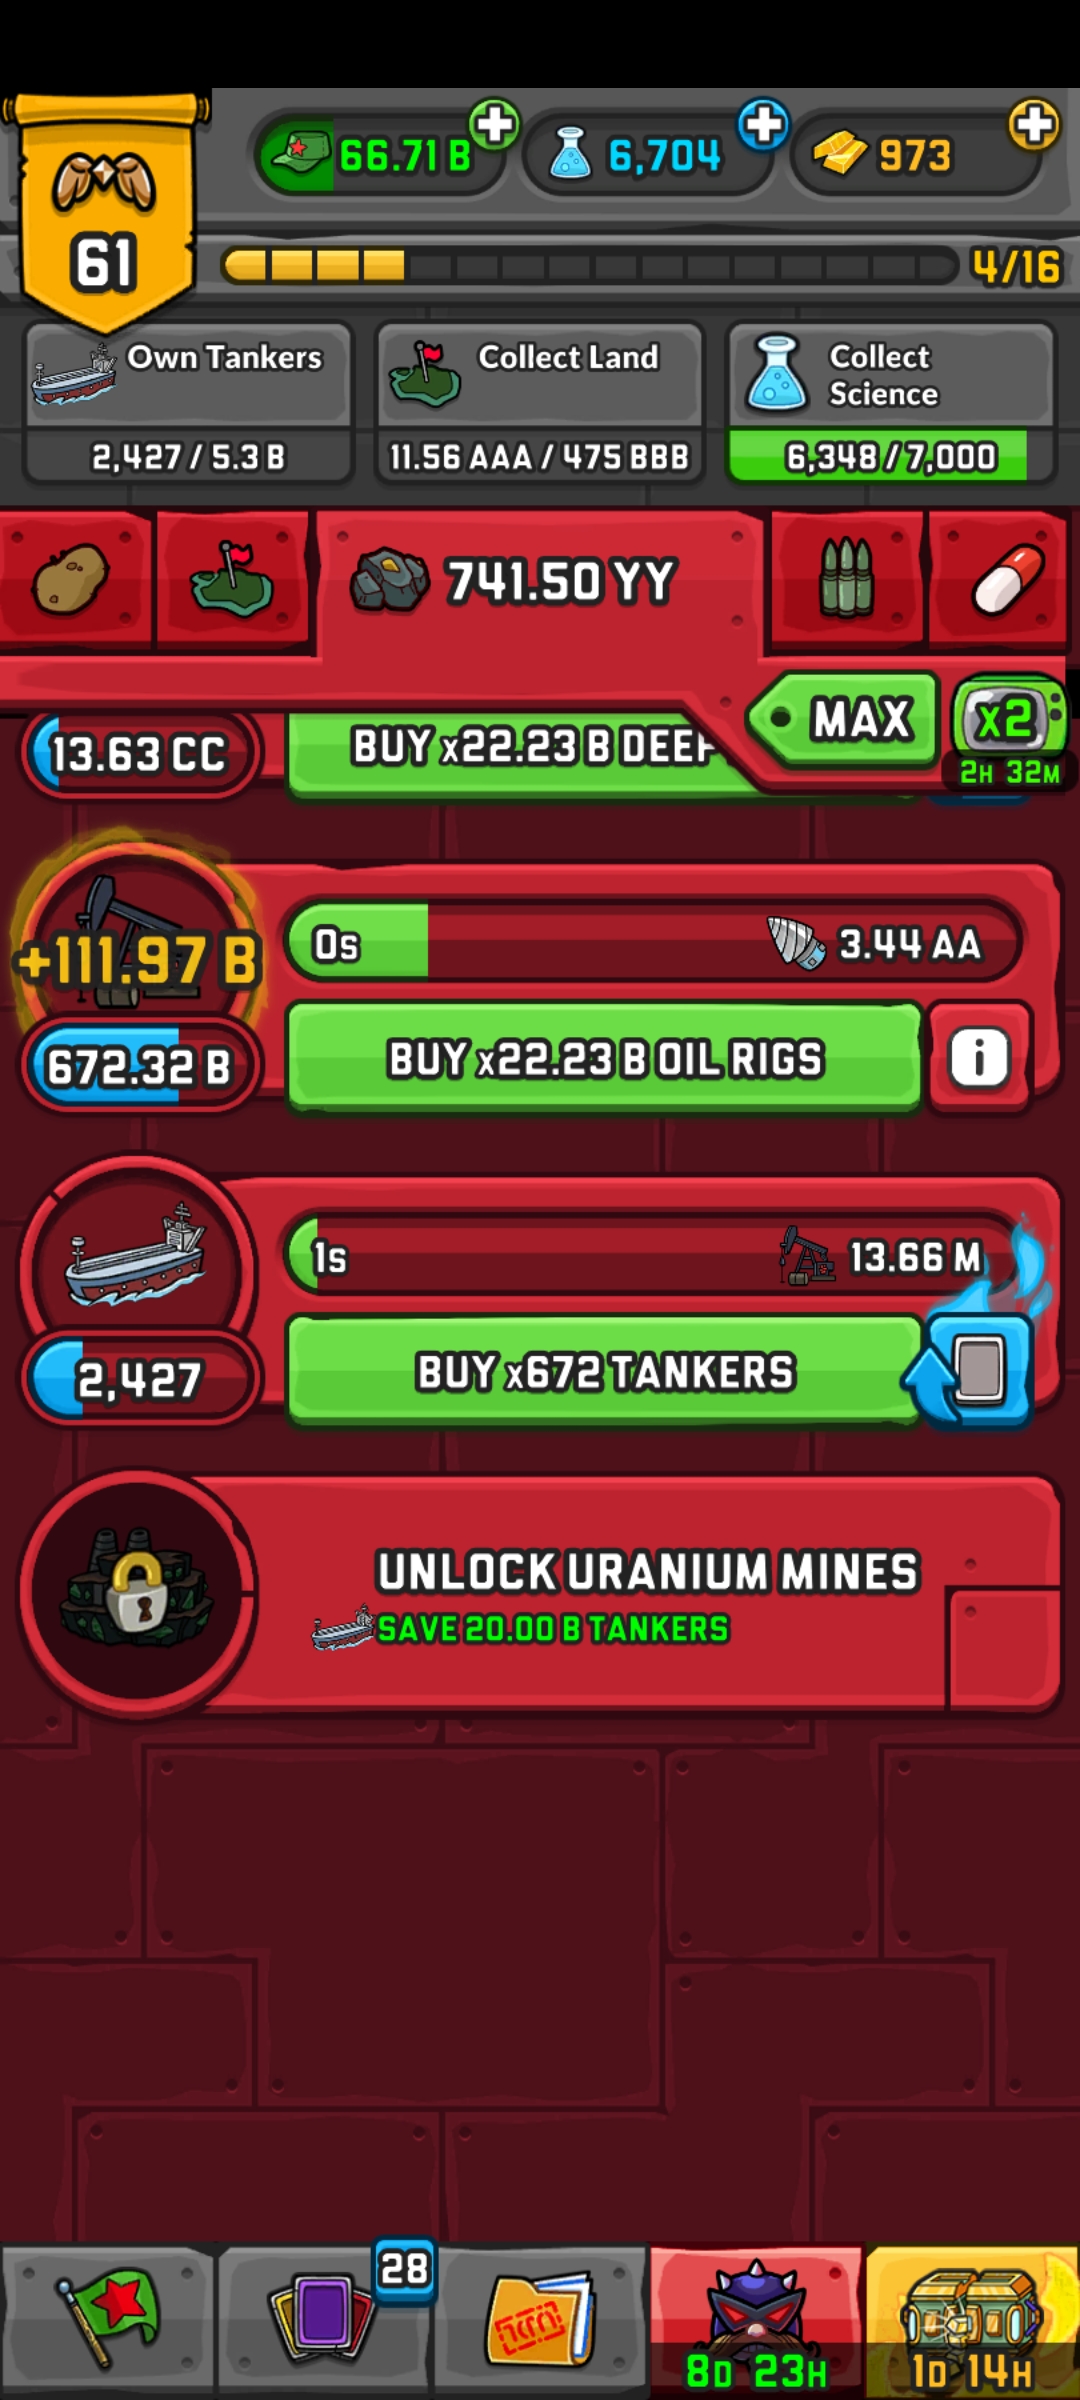 66.71 B
6,704
973
61
4/16
Own Tankers
2,427 / 5.3 B
Collect Land
11.56 AAA / 475 BBB
Collect
Science
6,348 / 7,000
741.50 YY
MAX
x2
2H 32M
13.63 CC
BUY x22.23 B DEEP
+111.97 B
0s
3.44 AA
672.32 B
BUY x22.23 B OIL RIGS
i
1s
13.66 M
2,427
BUY x672 TANKERS
UNLOCK URANIUM MINES
SAVE 20.00 B TANKERS
28
8D 23H
1D 14H